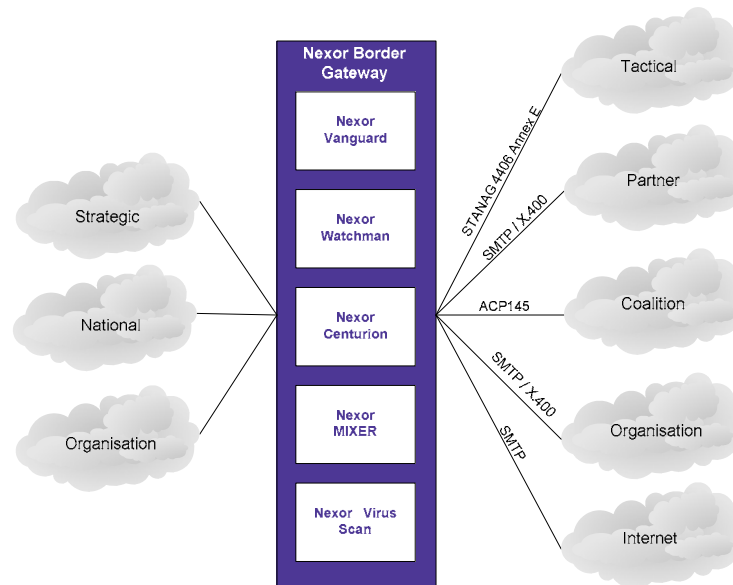 Nexor Border
Gateway
Nexor
Vanguard
Nexor
Watchman
Nexor
Centurion
Nexor
MIXER
Nexor Virus
Scan
Strategic
National
Organisation
STANAG 4406 Annex E
SMTP / X.400
ACP145
SMTP / X.400
SMTP
Tactical
Partner
Coalition
Organisation
Internet